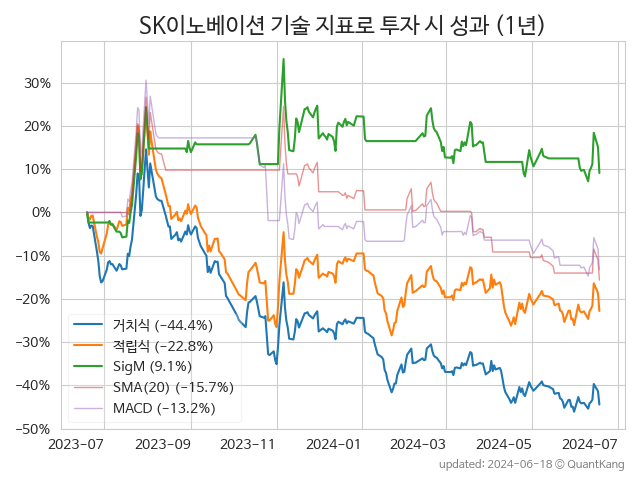 SK이노베이션 기술 지표로 투자 시 성과 (1년)
30%
20%
10%
0%
−10%
−20%
−30%
−40%
−50%
거치식 (−44.4%)
적립식 (−22.8%)
SigM (9.1%)
SMA(20) (−15.7%)
MACD (−13.2%)
2023−07 2023−09 2023−11 2024−01 2024−03 2024−05 2024−07
updated: 2024−06−18 ⓒ QuantKang